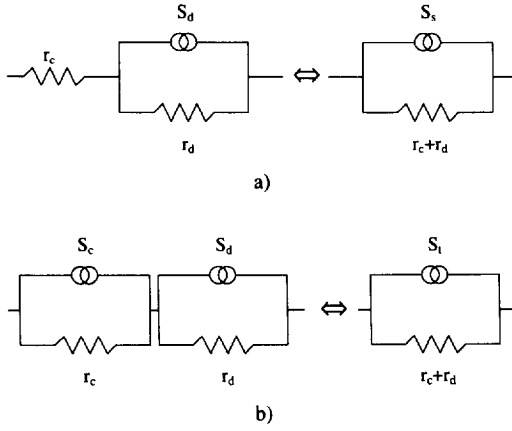 S_d S_s
r_c
r_d r_c+r_d
a)
S_c S_d S_t
r_c r_d r_c+r_d
b)